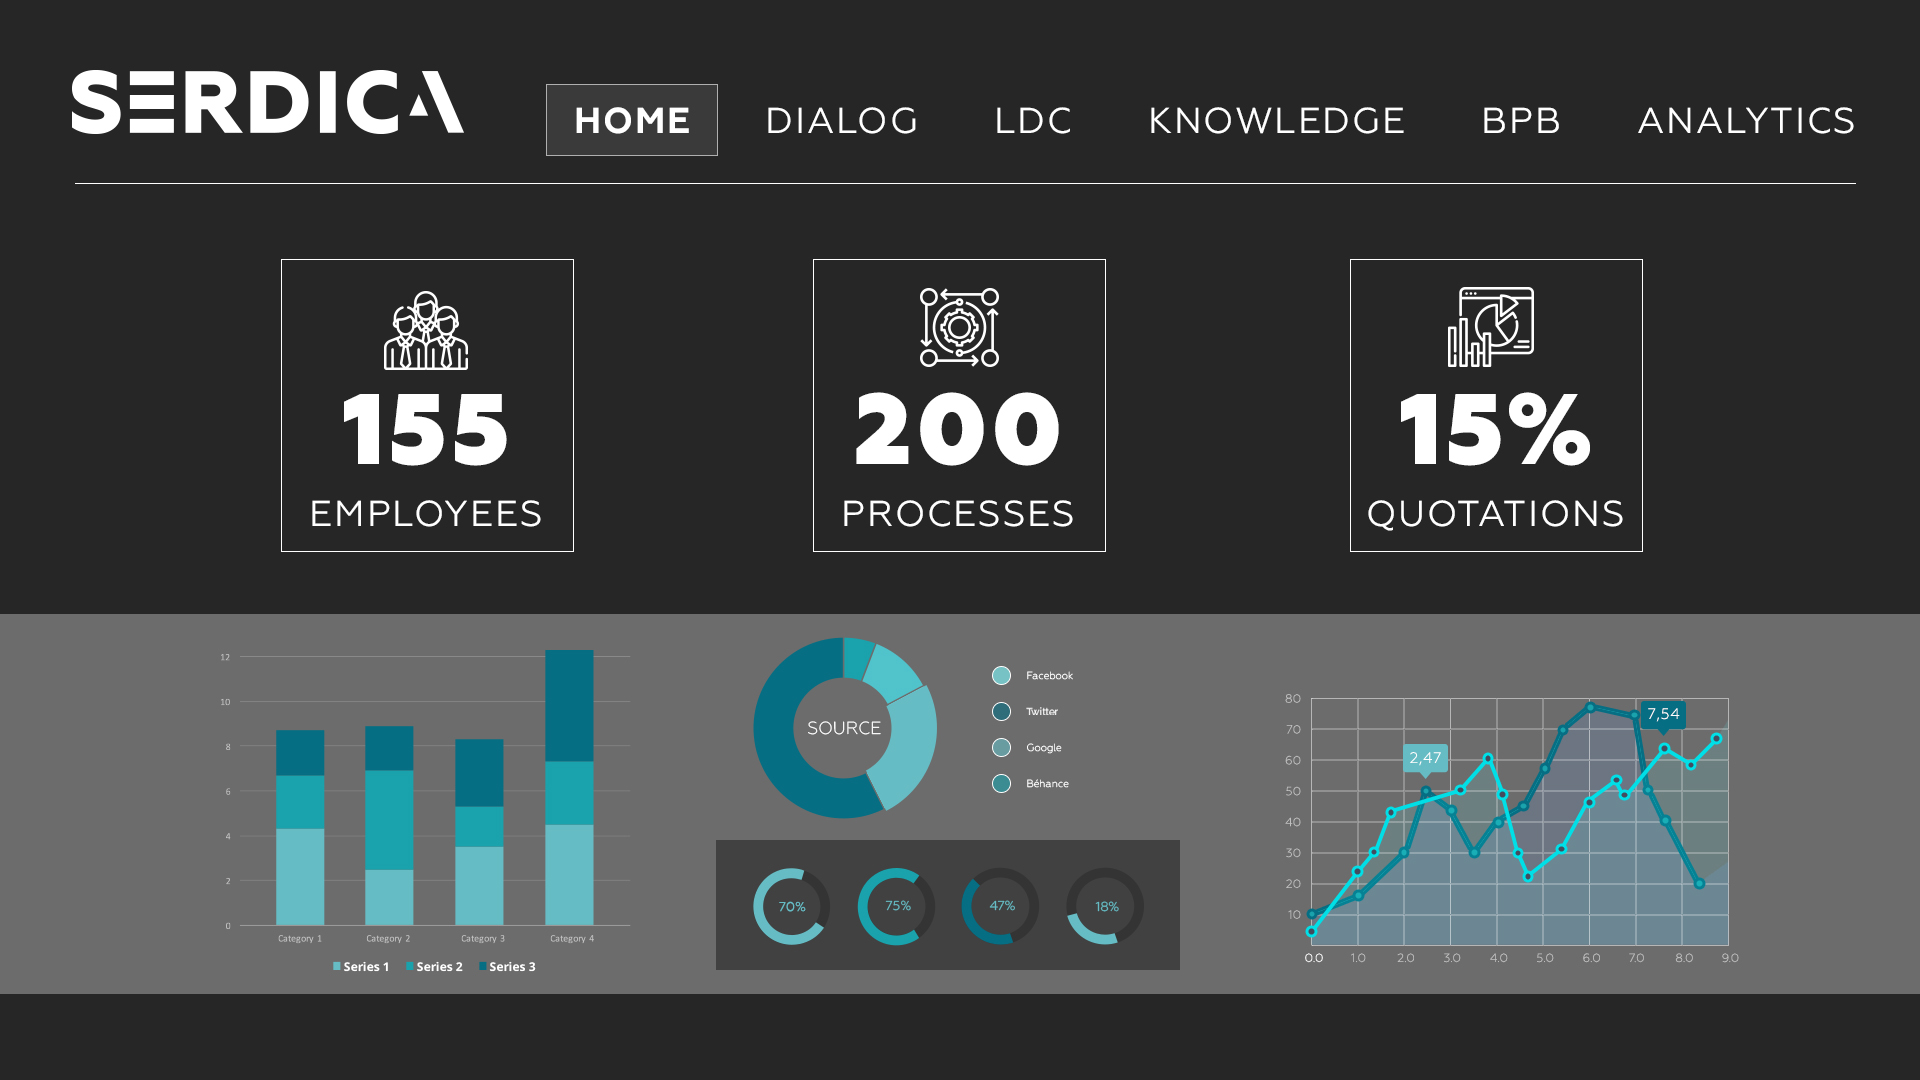 SERDICA
HOME DIALOG LDC KNOWLEDGE BPB ANALYTICS
155
EMPLOYEES
200
PROCESSES
15%
QUOTATIONS
12
10
8
6
4
2
0
Category 1 Category 2 Category 3 Category 4
Series 1 Series 2 Series 3
SOURCE
Facebook
Twitter
Google
Béhance
70% 75% 47% 18%
80
70
60
50
40
30
20
10
2,47
7,54
0.0 1.0 2.0 3.0 4.0 5.0 6.0 7.0 8.0 9.0